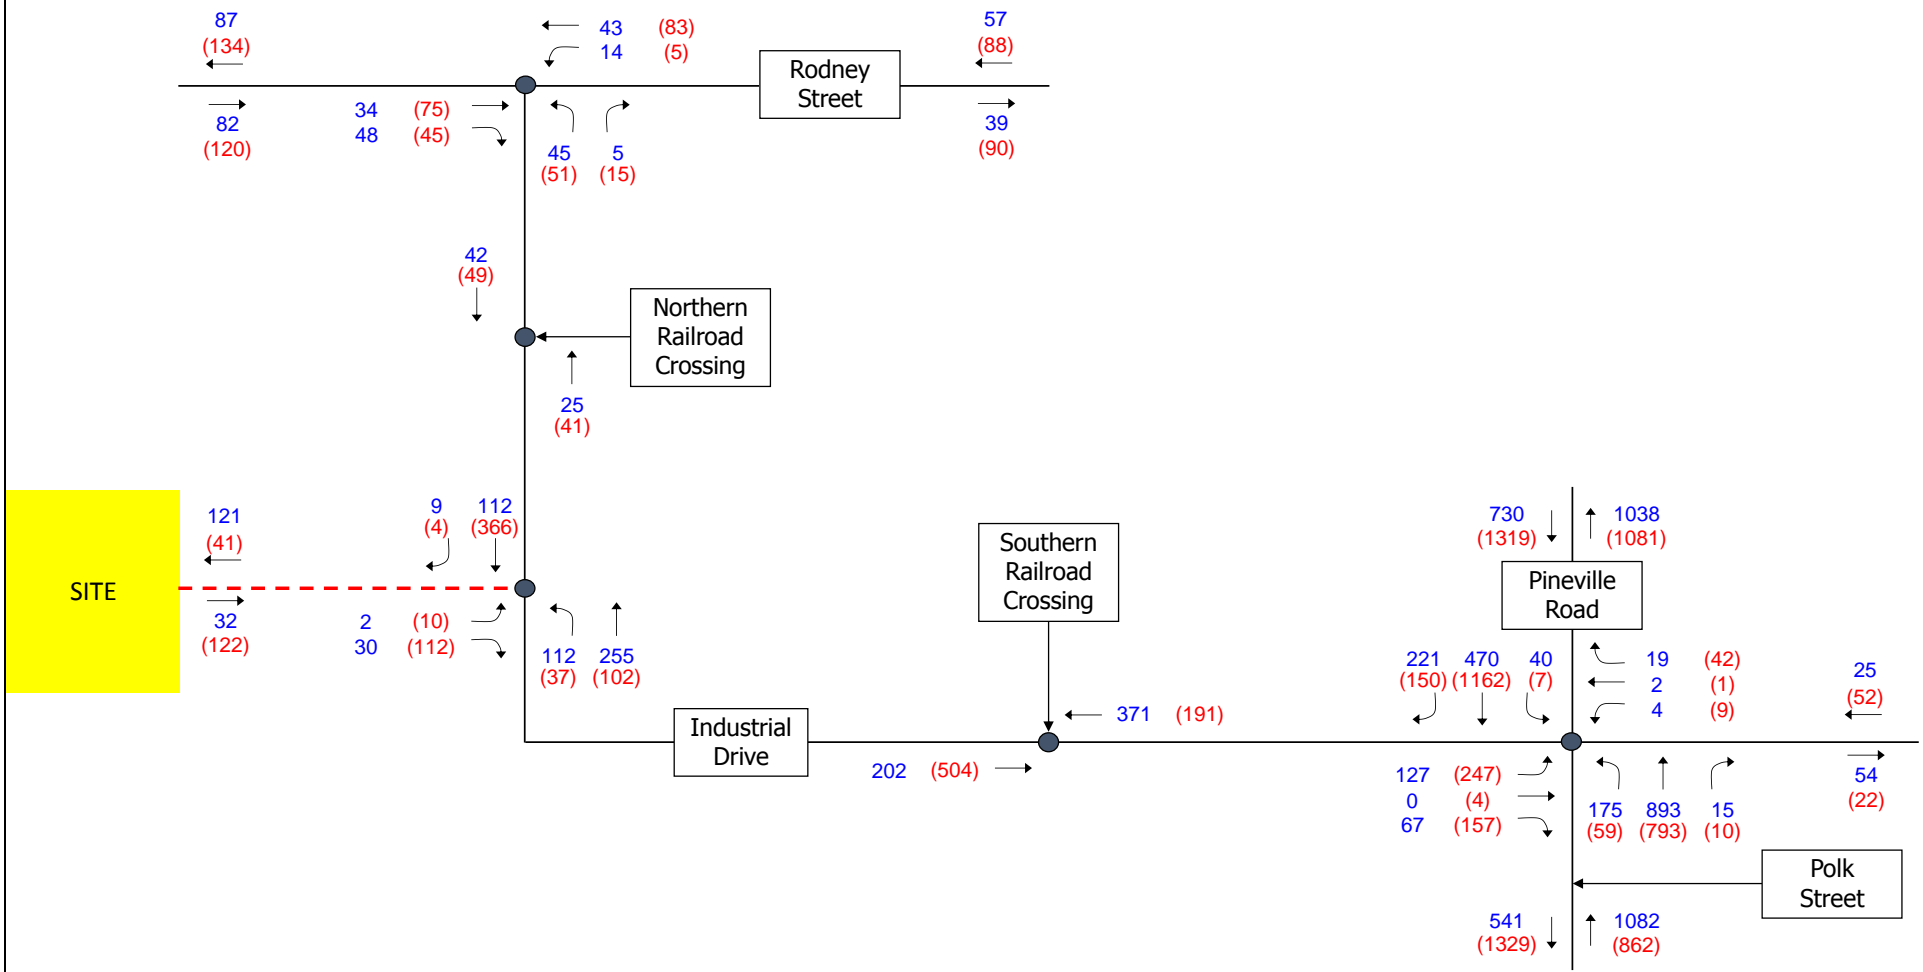 87
(134)
43 (83)
14 (5)
57
(88)
Rodney
Street
82
(120)
34 (75)
48 (45)
45 5
(51) (15)
39
(90)
42
(49)
Northern
Railroad
Crossing
25
(41)
SITE
121
(41)
9 112
(4) (366)
32
(122)
2 (10)
30 (112)
112 255
(37) (102)
Southern
Railroad
Crossing
730 1038
(1319) (1081)
Pineville
Road
Industrial
Drive
371 (191)
202 (504)
221 470 40
(150) (1162) (7)
19 (42)
2 (1)
4 (9)
25
(52)
127 (247)
0 (4)
67 (157)
175 893 15
(59) (793) (10)
54
(22)
Polk
Street
541 1082
(1329) (862)